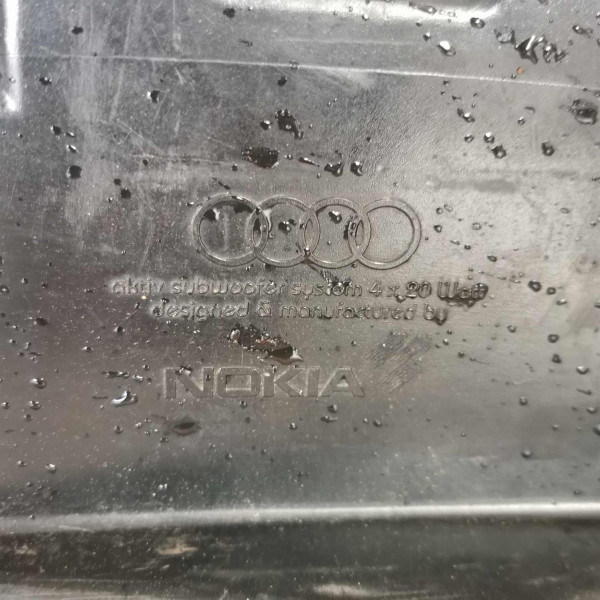 aktiv subwoofer system 4 x 20 Watt
designed & manufactured by
NOKIA